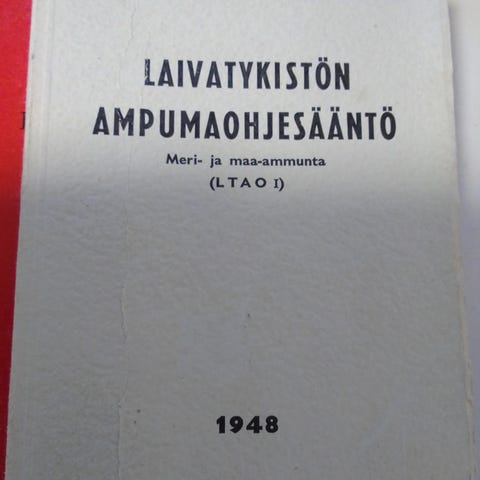 LAIVATYKISTÖN
AMPUMAOHJESÄÄNTÖ
Meri- ja maa-ammunta
(LTAO I)
1948